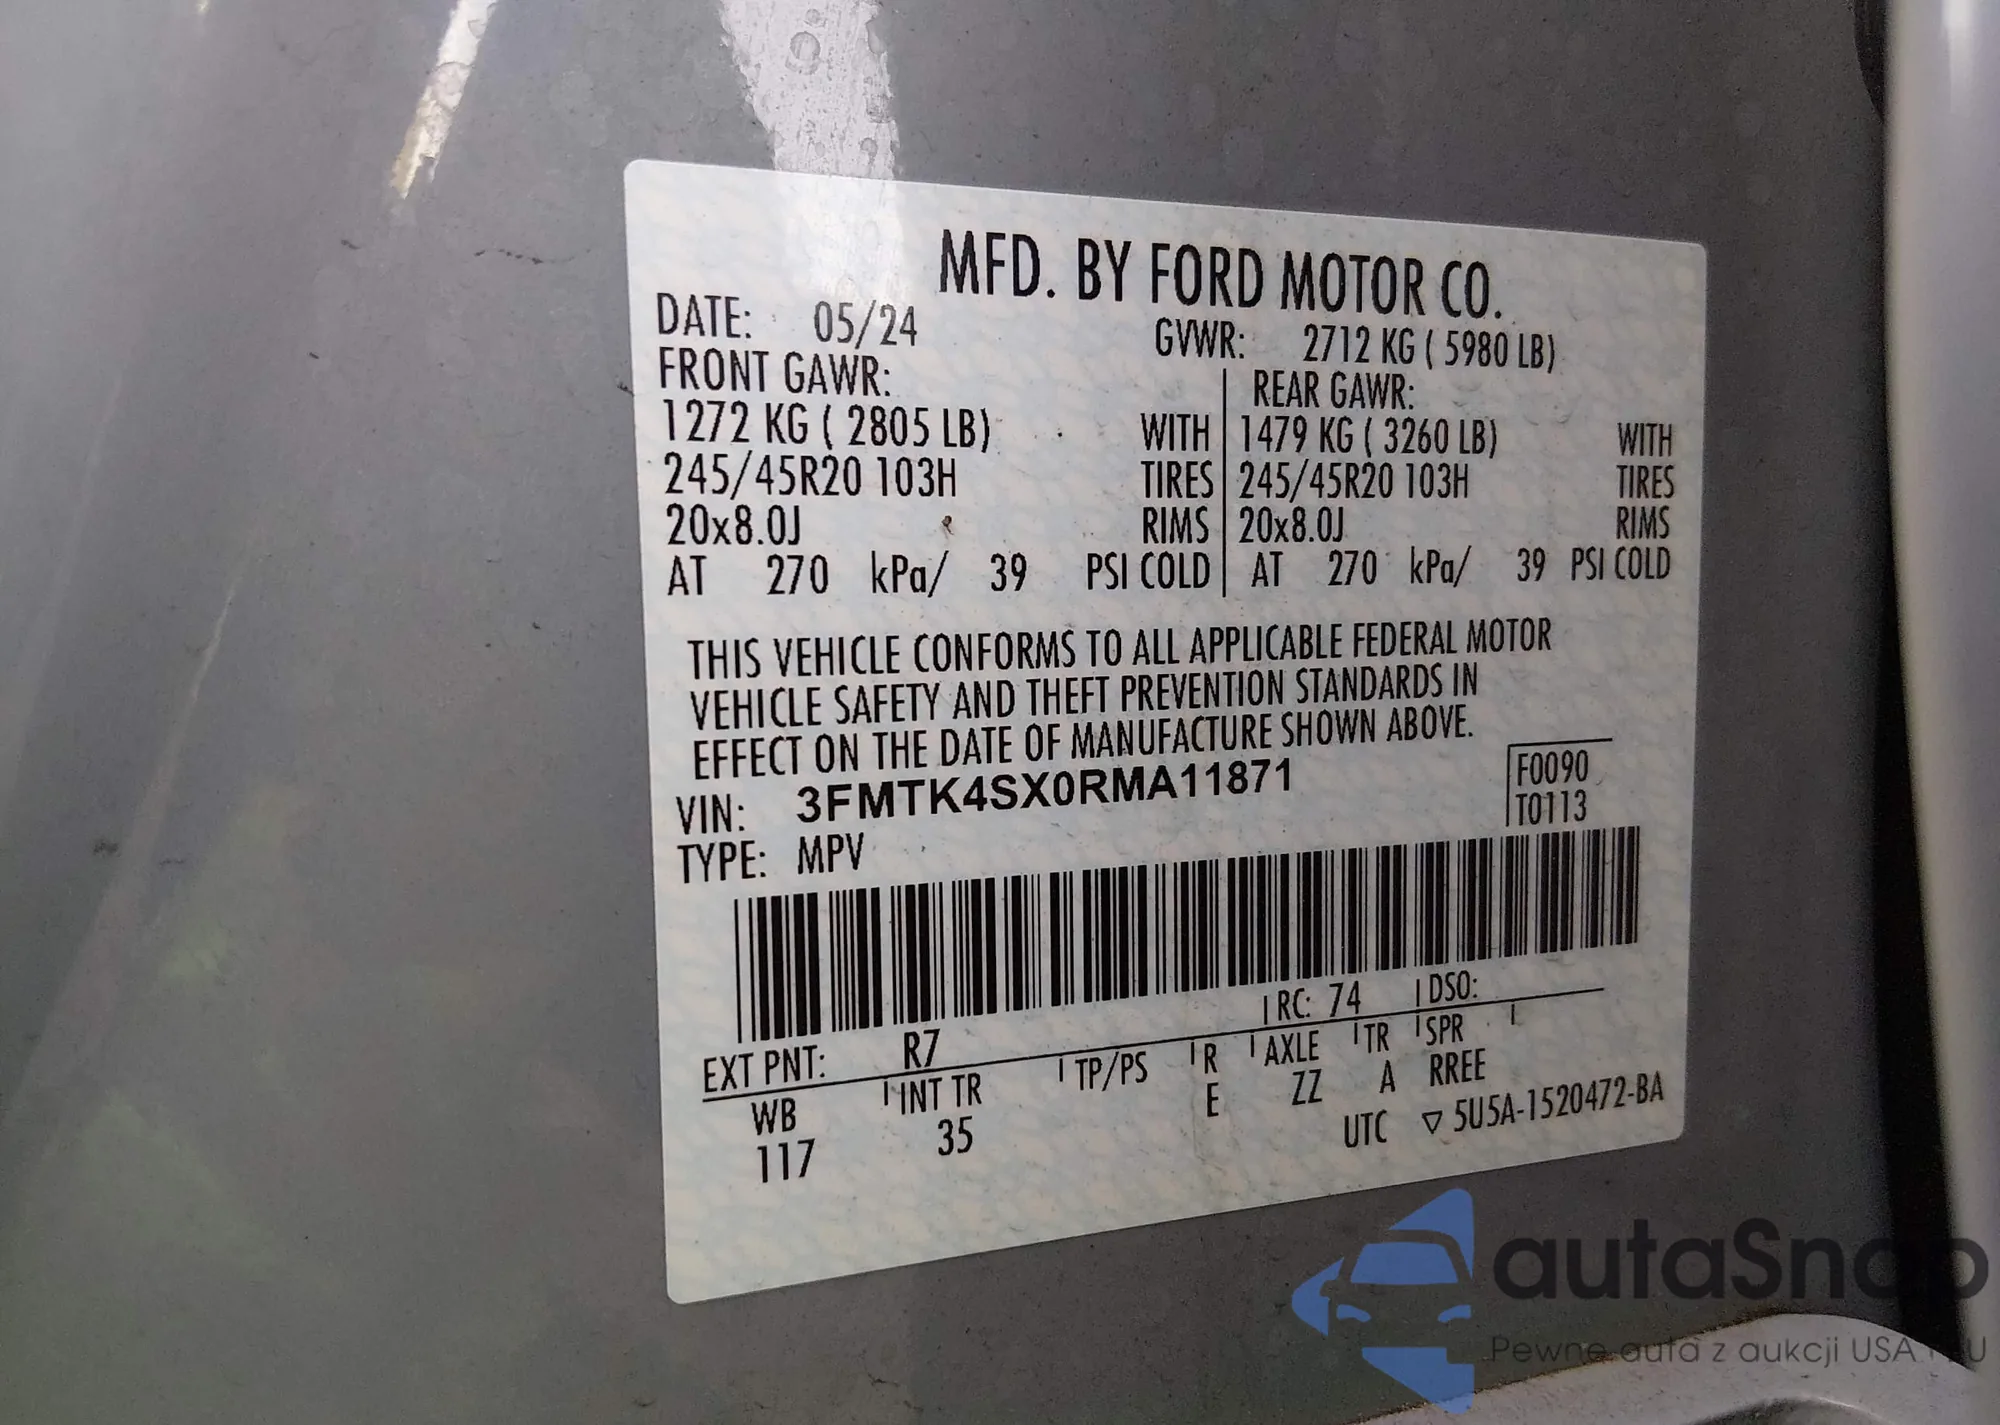 MFD. BY FORD MOTOR CO.
DATE: 05/24 GVWR: 2712 KG ( 5980 LB)
FRONT GAWR: REAR GAWR:
1272 KG ( 2805 LB) WITH 1479 KG ( 3260 LB) WITH
245/45R20 103H TIRES 245/45R20 103H TIRES
20x8.0J RIMS 20x8.0J RIMS
AT 270 kPa/ 39 PSI COLD AT 270 kPa/ 39 PSI COLD
THIS VEHICLE CONFORMS TO ALL APPLICABLE FEDERAL MOTOR
VEHICLE SAFETY AND THEFT PREVENTION STANDARDS IN
EFFECT ON THE DATE OF MANUFACTURE SHOWN ABOVE.
VIN: 3FMTK4SX0RMA11871 F0090
TYPE: MPV T0113
EXT PNT: R7 RC: 74 DSO:
WB INT TR TP/PS R AXLE TR SPR
117 35 E ZZ A RREE
UTC ▽ 5U5A-1520472-BA
autaSnap
Pewne auta z aukcji USA i EU